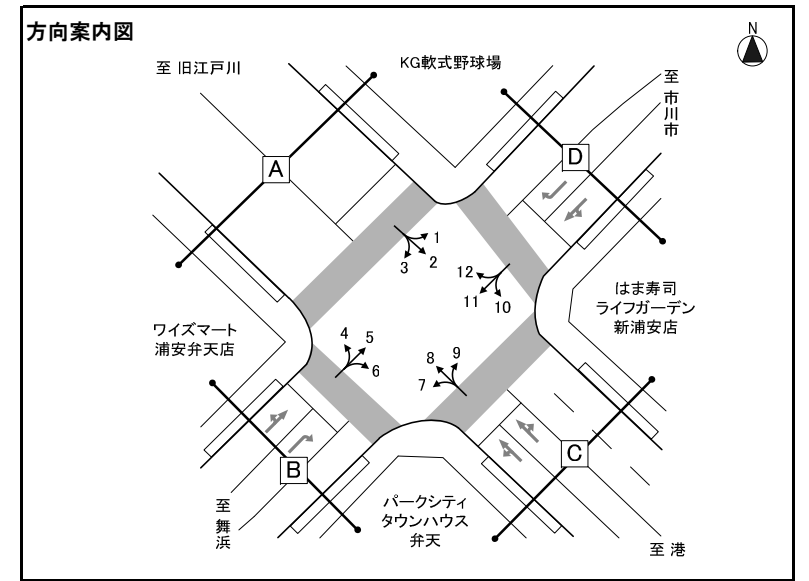 方向案内図
N
至 旧江戸川
KG軟式野球場
至市川市
A
D
1
2
3
12
11
10
はま寿司
ライフガーデン
新浦安店
ワイズマート
浦安弁天店
4
5
6
8
9
7
B
C
至舞浜
パークシティ
タウンハウス
弁天
至 港